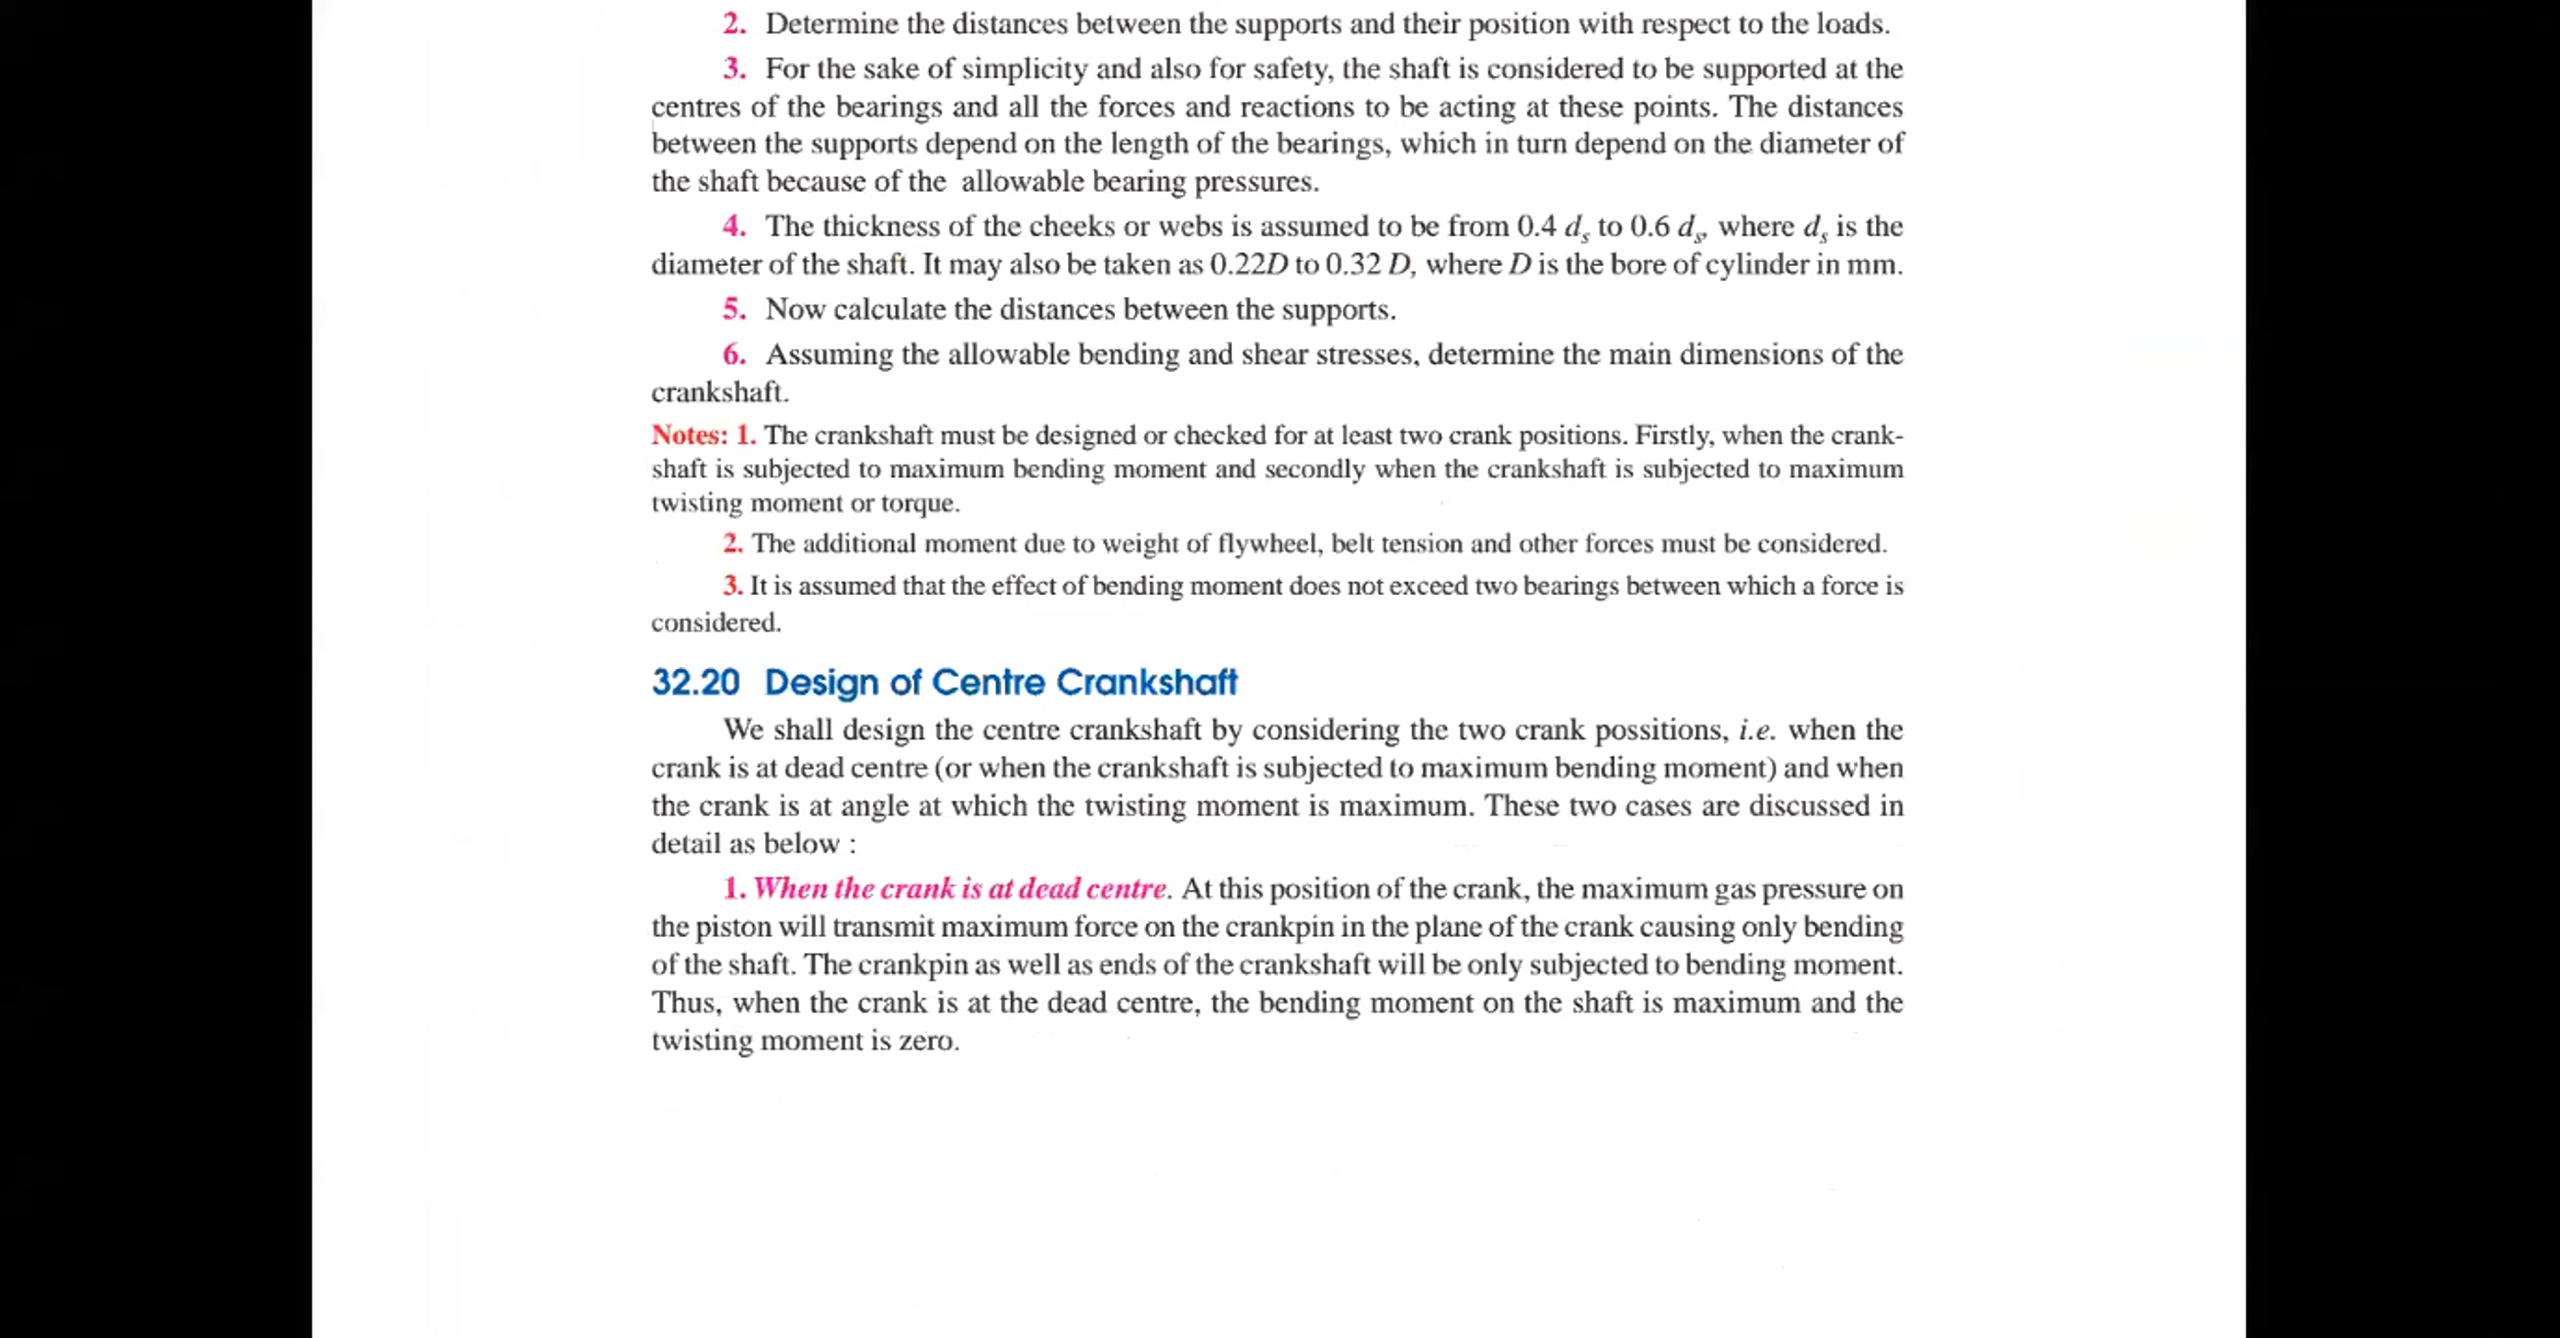 2. Determine the distances between the supports and their position with respect to the loads.
3. For the sake of simplicity and also for safety, the shaft is considered to be supported at the
centres of the bearings and all the forces and reactions to be acting at these points. The distances
between the supports depend on the length of the bearings, which in turn depend on the diameter of
the shaft because of the allowable bearing pressures.
4. The thickness of the cheeks or webs is assumed to be from 0.4 ds to 0.6 ds, where ds is the
diameter of the shaft. It may also be taken as 0.22D to 0.32 D, where D is the bore of cylinder in mm.
5. Now calculate the distances between the supports.
6. Assuming the allowable bending and shear stresses, determine the main dimensions of the
crankshaft.
Notes: 1. The crankshaft must be designed or checked for at least two crank positions. Firstly, when the crank-
shaft is subjected to maximum bending moment and secondly when the crankshaft is subjected to maximum
twisting moment or torque.
2. The additional moment due to weight of flywheel, belt tension and other forces must be considered.
3. It is assumed that the effect of bending moment does not exceed two bearings between which a force is
considered.
32.20 Design of Centre Crankshaft
We shall design the centre crankshaft by considering the two crank possitions, i.e. when the
crank is at dead centre (or when the crankshaft is subjected to maximum bending moment) and when
the crank is at angle at which the twisting moment is maximum. These two cases are discussed in
detail as below :
1. When the crank is at dead centre. At this position of the crank, the maximum gas pressure on
the piston will transmit maximum force on the crankpin in the plane of the crank causing only bending
of the shaft. The crankpin as well as ends of the crankshaft will be only subjected to bending moment.
Thus, when the crank is at the dead centre, the bending moment on the shaft is maximum and the
twisting moment is zero.